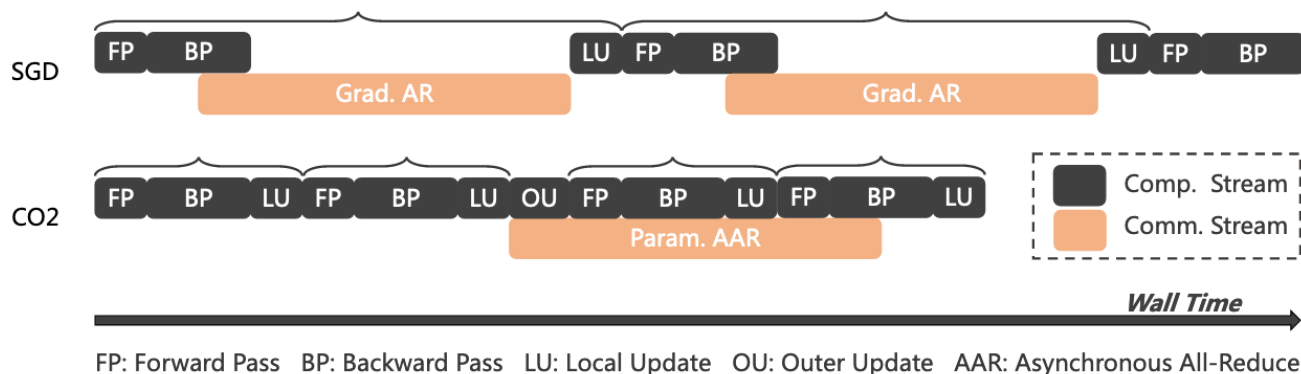 FP BP LU FP BP LU FP BP
SGD
Grad. AR Grad. AR
FP BP LU FP BP LU OU FP BP LU FP BP LU
CO2
Param. AAR
Comp. Stream
Comm. Stream
Wall Time
FP: Forward Pass BP: Backward Pass LU: Local Update OU: Outer Update AAR: Asynchronous All-Reduce